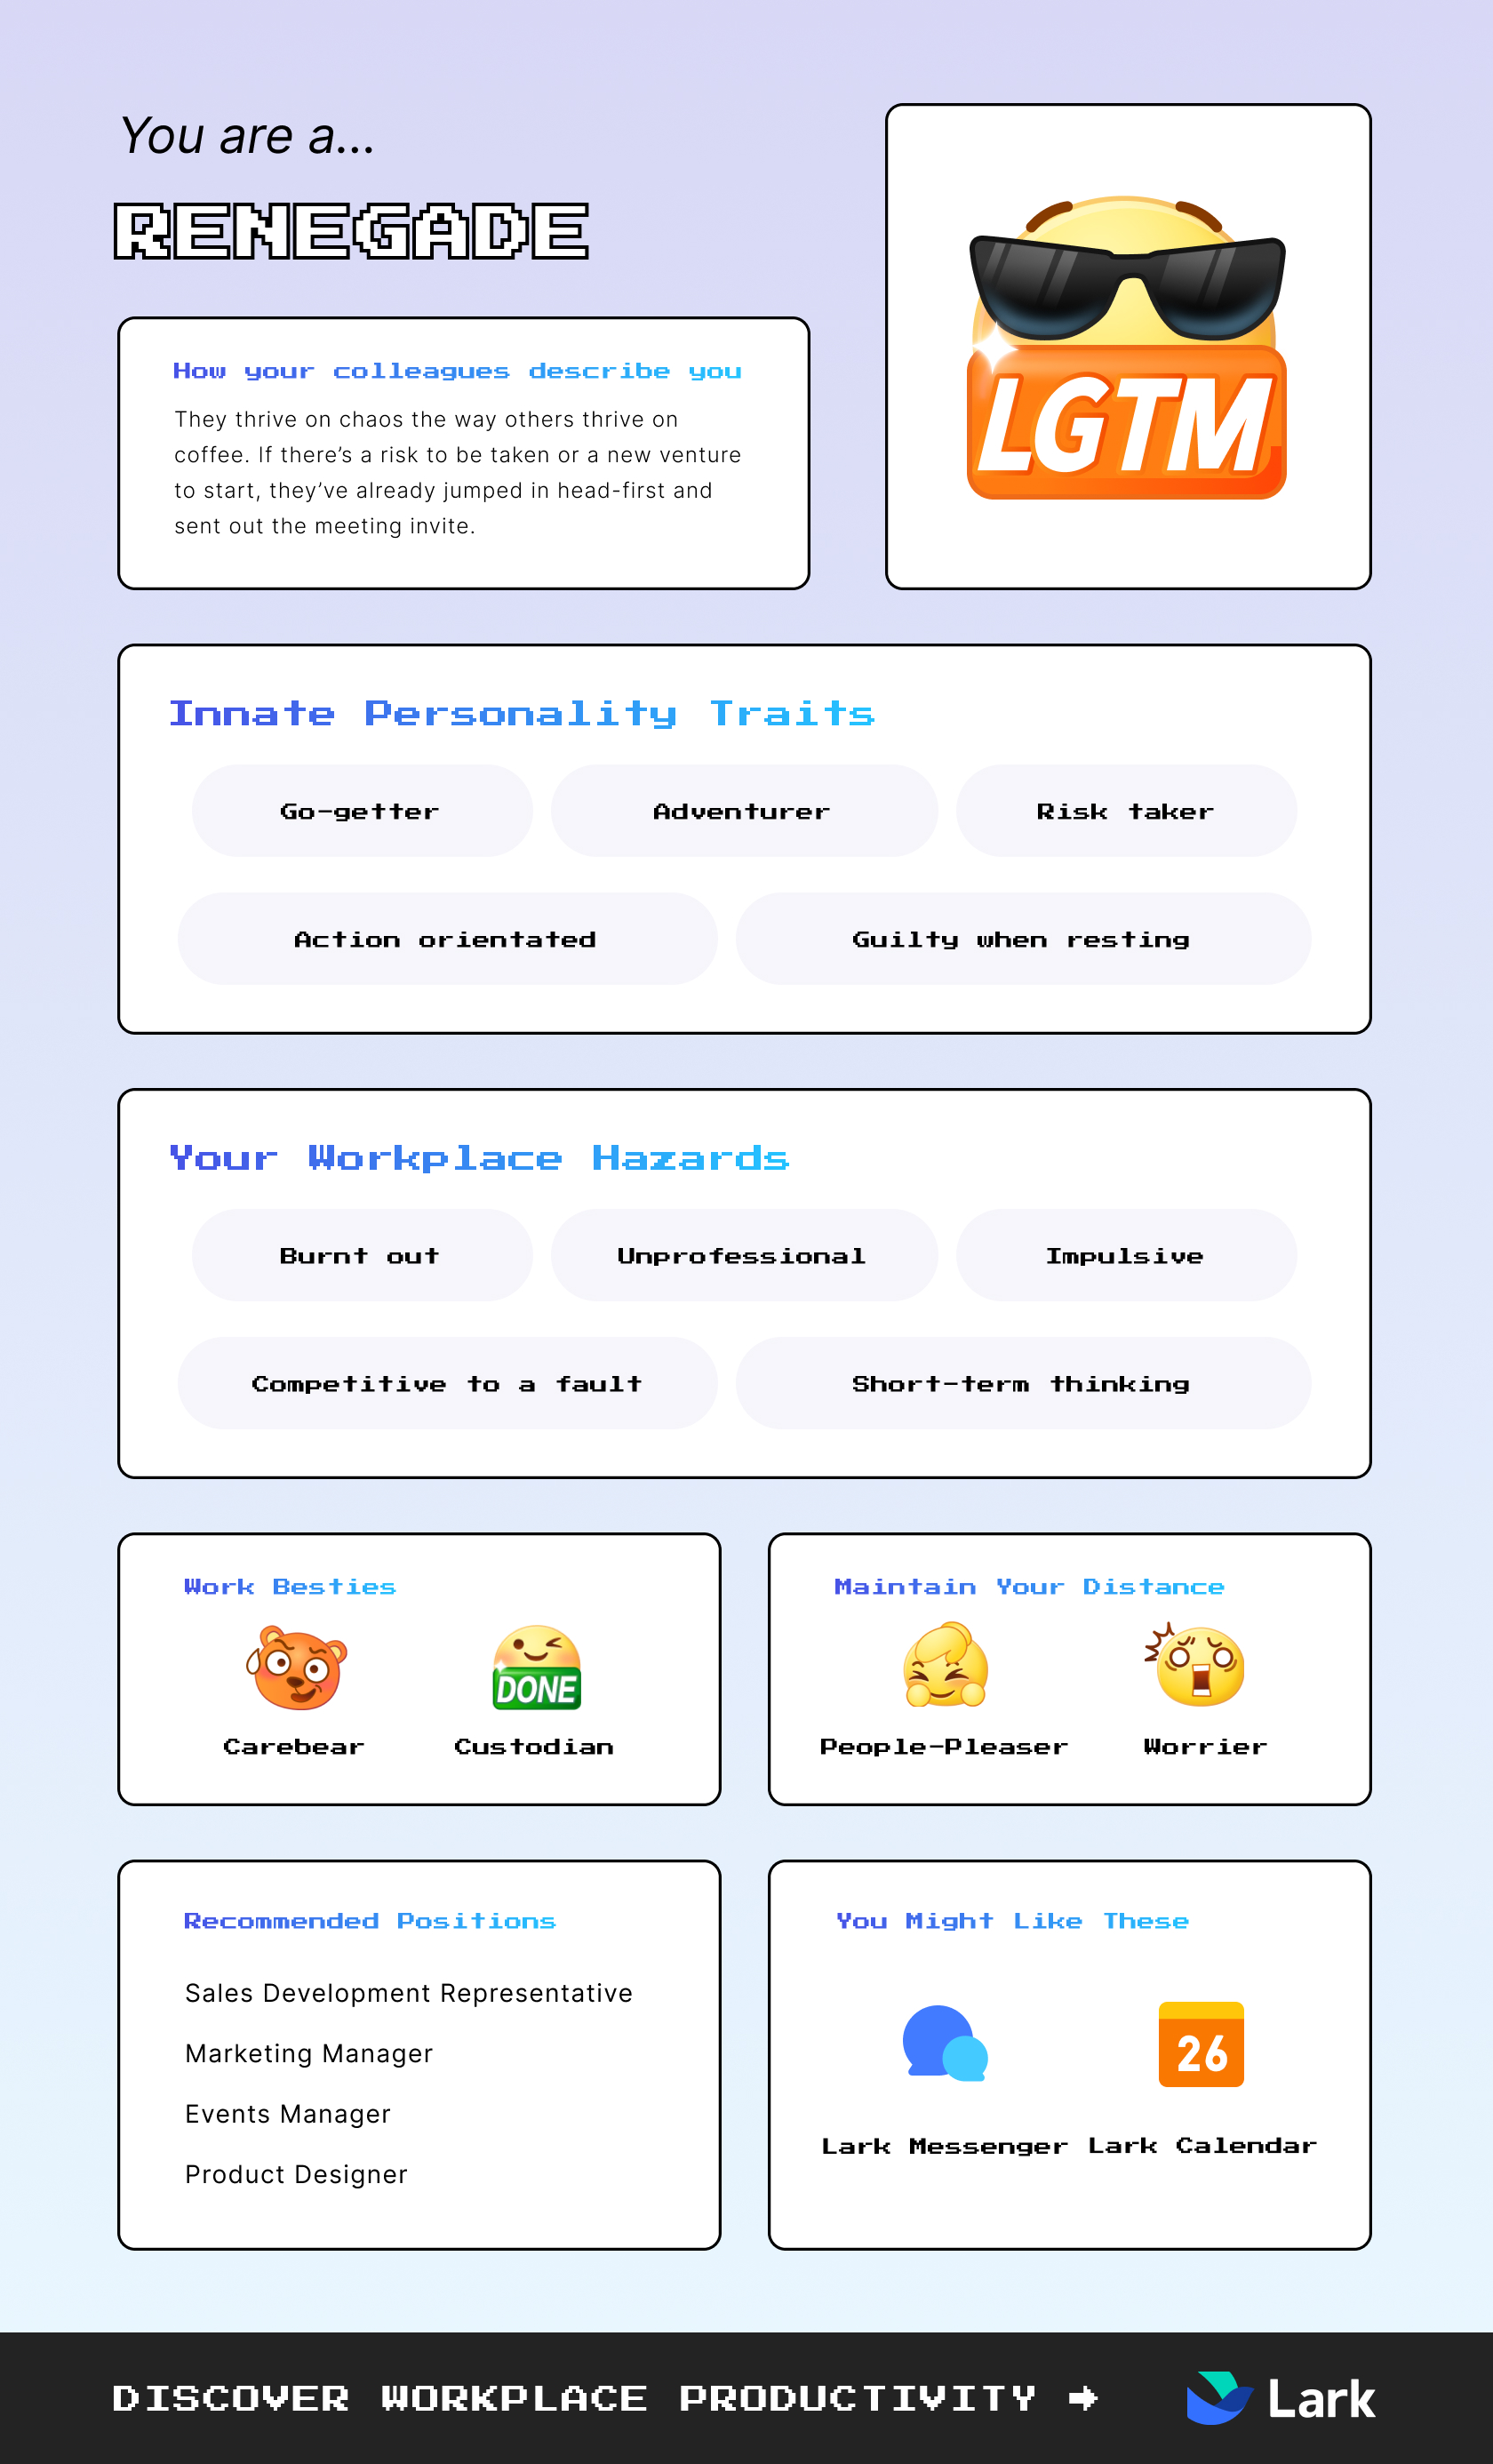 You are a...
RENEGADE
LGTM
How your colleagues describe you
They thrive on chaos the way others thrive on
coffee. If there’s a risk to be taken or a new venture
to start, they’ve already jumped in head-first and
sent out the meeting invite.
Innate Personality Traits
Go-getter
Adventurer
Risk taker
Action orientated
Guilty when resting
Your Workplace Hazards
Burnt out
Unprofessional
Impulsive
Competitive to a fault
Short-term thinking
Work Besties
DONE
Carebear
Custodian
Maintain Your Distance
People-Pleaser
Worrier
Recommended Positions
Sales Development Representative
Marketing Manager
Events Manager
Product Designer
You Might Like These
26
Lark Messenger
Lark Calendar
DISCOVER WORKPLACE PRODUCTIVITY →
Lark